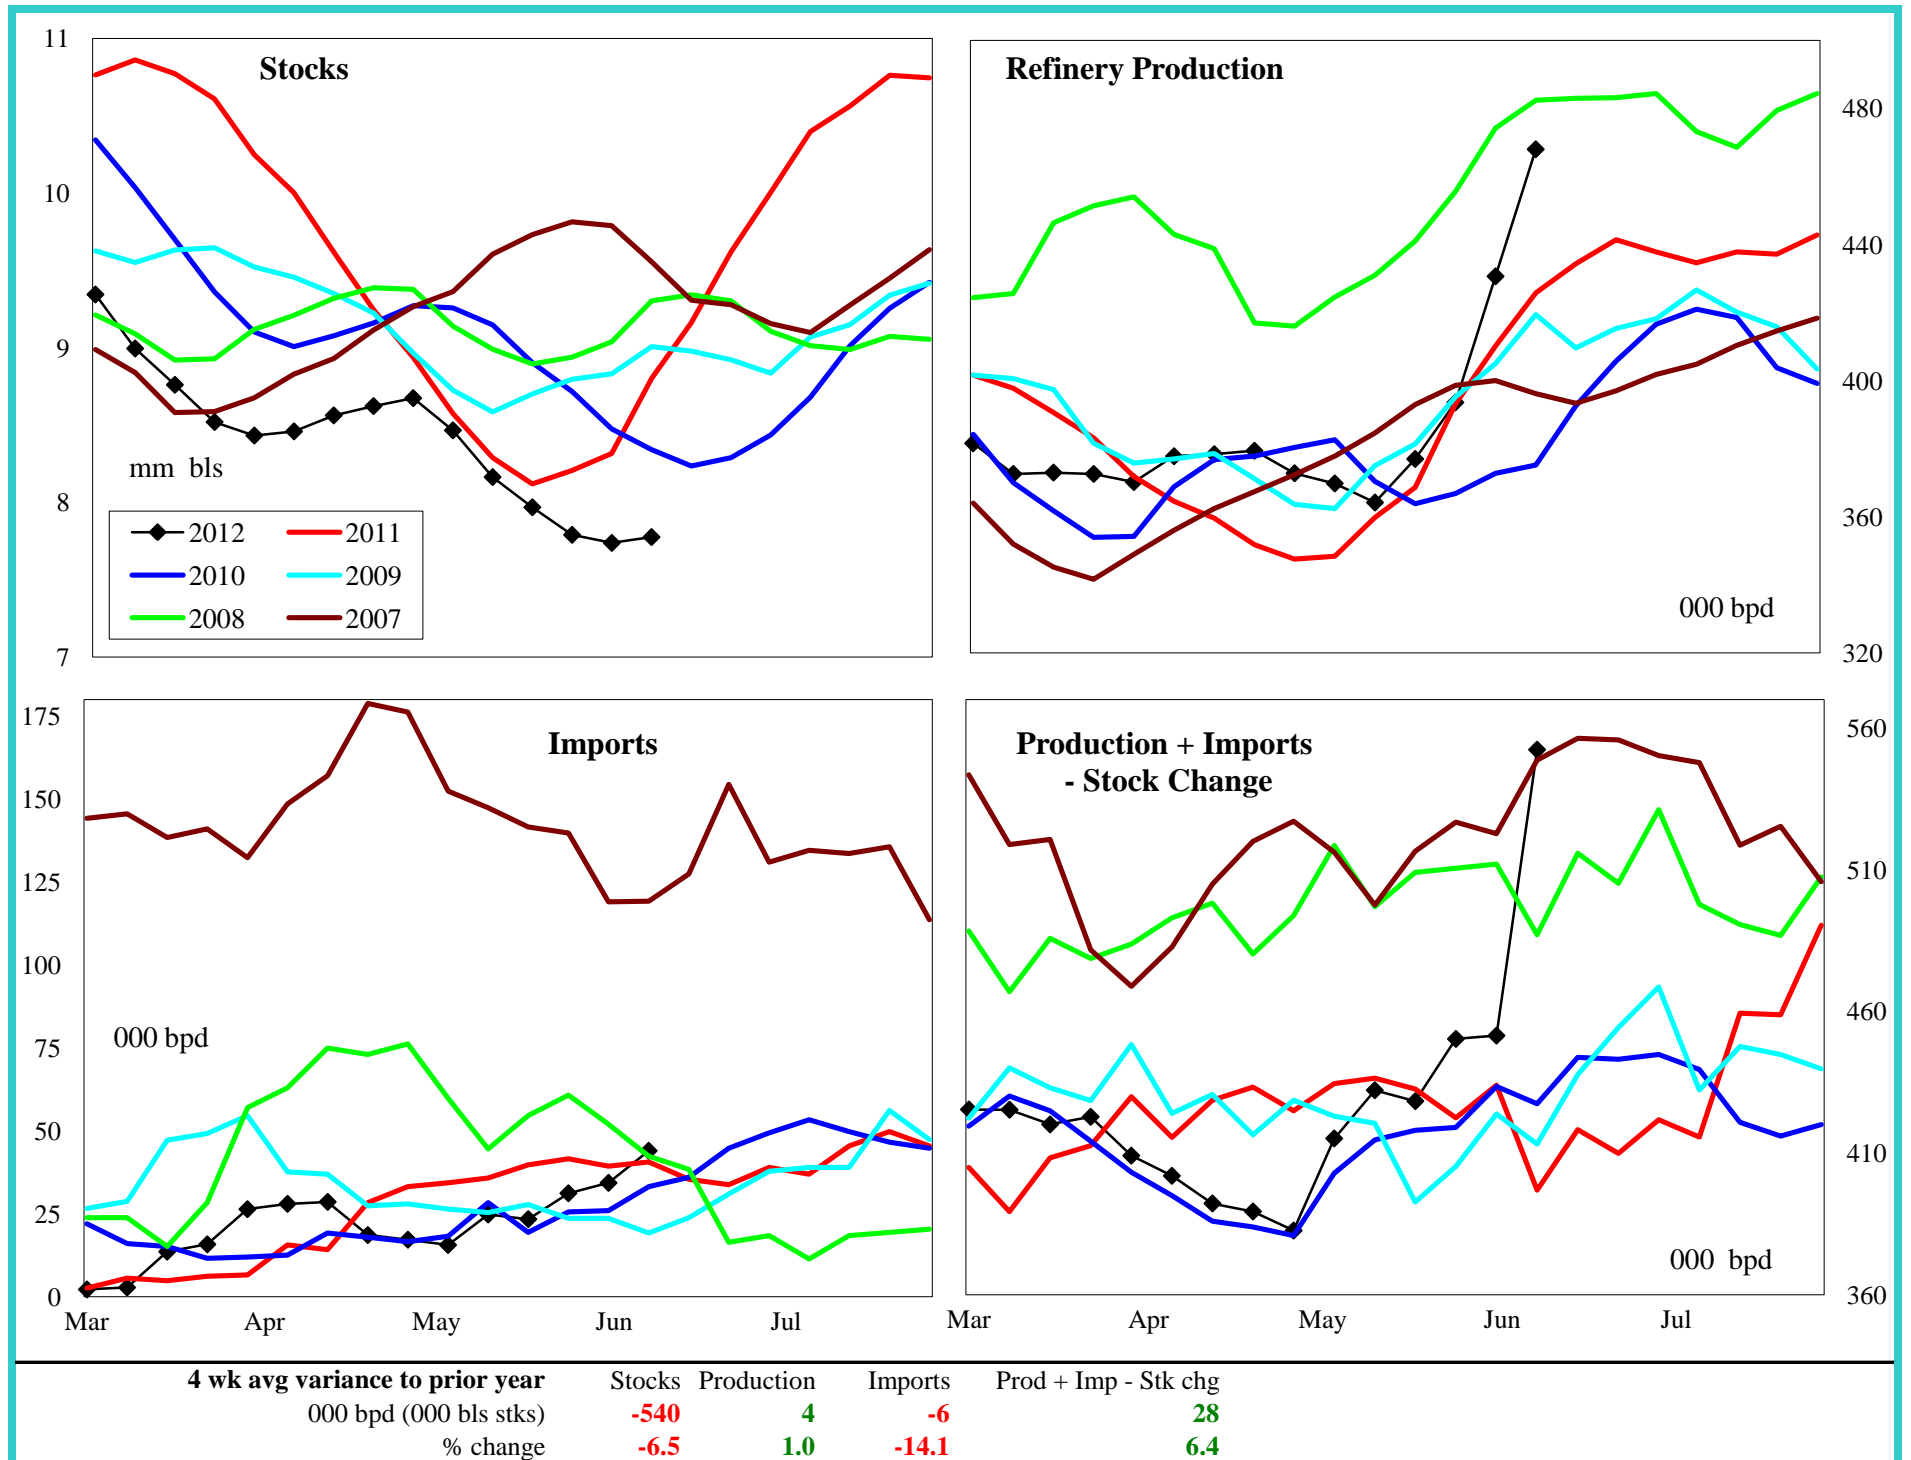 Stocks
11
10
9
8
7
mm bls
2012
2011
2010
2009
2008
2007
Refinery Production
480
440
400
360
320
000 bpd
Imports
175
150
125
100
75
50
25
0
000 bpd
Mar Apr May Jun Jul
Production + Imports
- Stock Change
560
510
460
410
360
000 bpd
Mar Apr May Jun Jul
4 wk avg variance to prior year Stocks Production Imports Prod + Imp - Stk chg
000 bpd (000 bls stks) -540 4 -6 28
% change -6.5 1.0 -14.1 6.4